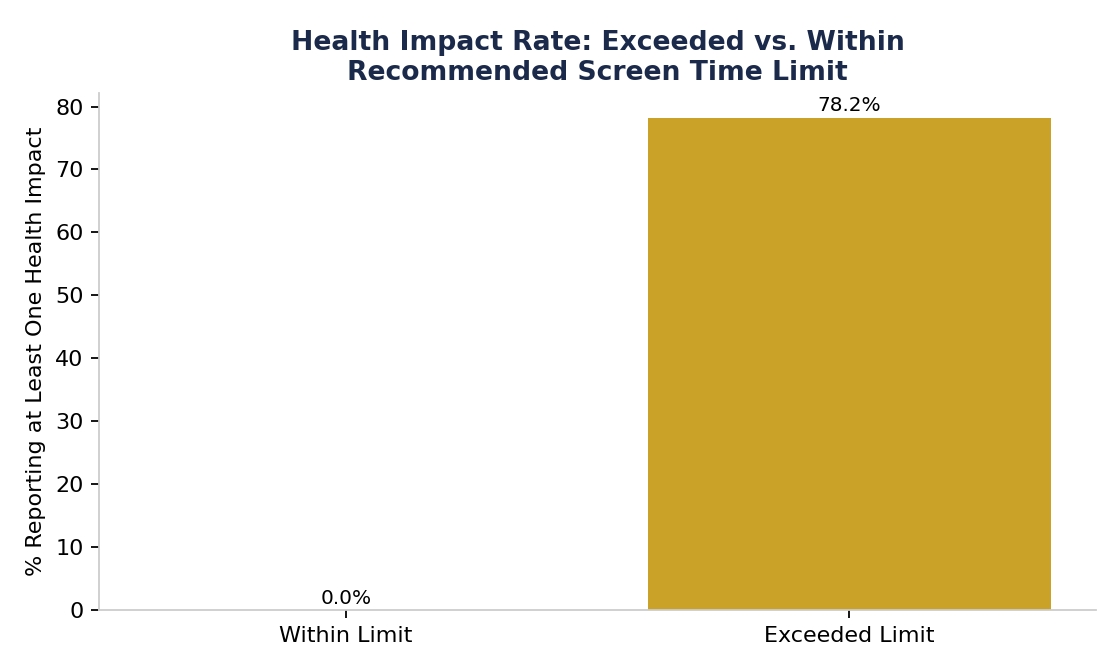 Health Impact Rate: Exceeded vs. Within
Recommended Screen Time Limit
% Reporting at Least One Health Impact
80
70
60
50
40
30
20
10
0
0.0%
78.2%
Within Limit
Exceeded Limit